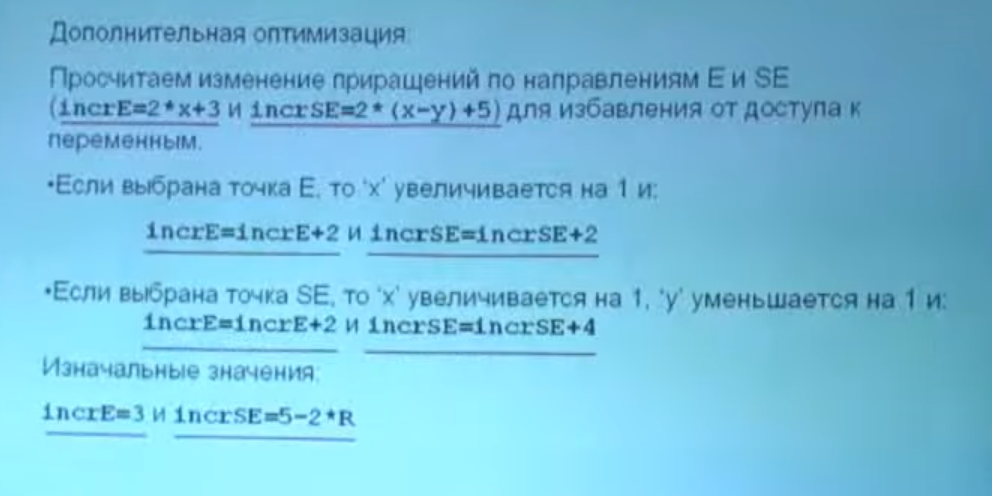 Дополнительная оптимизация:
Просчитаем изменение приращений по направлениям E и SE
(incrE=2*x+3 и incrSE=2*(x-y)+5) для избавления от доступа к
переменным.
•Если выбрана точка E, то 'x' увеличивается на 1 и:
incrE=incrE+2 и incrSE=incrSE+2
•Если выбрана точка SE, то 'x' увеличивается на 1, 'y' уменьшается на 1 и:
incrE=incrE+2 и incrSE=incrSE+4
Изначальные значения:
incrE=3 и incrSE=5-2*R